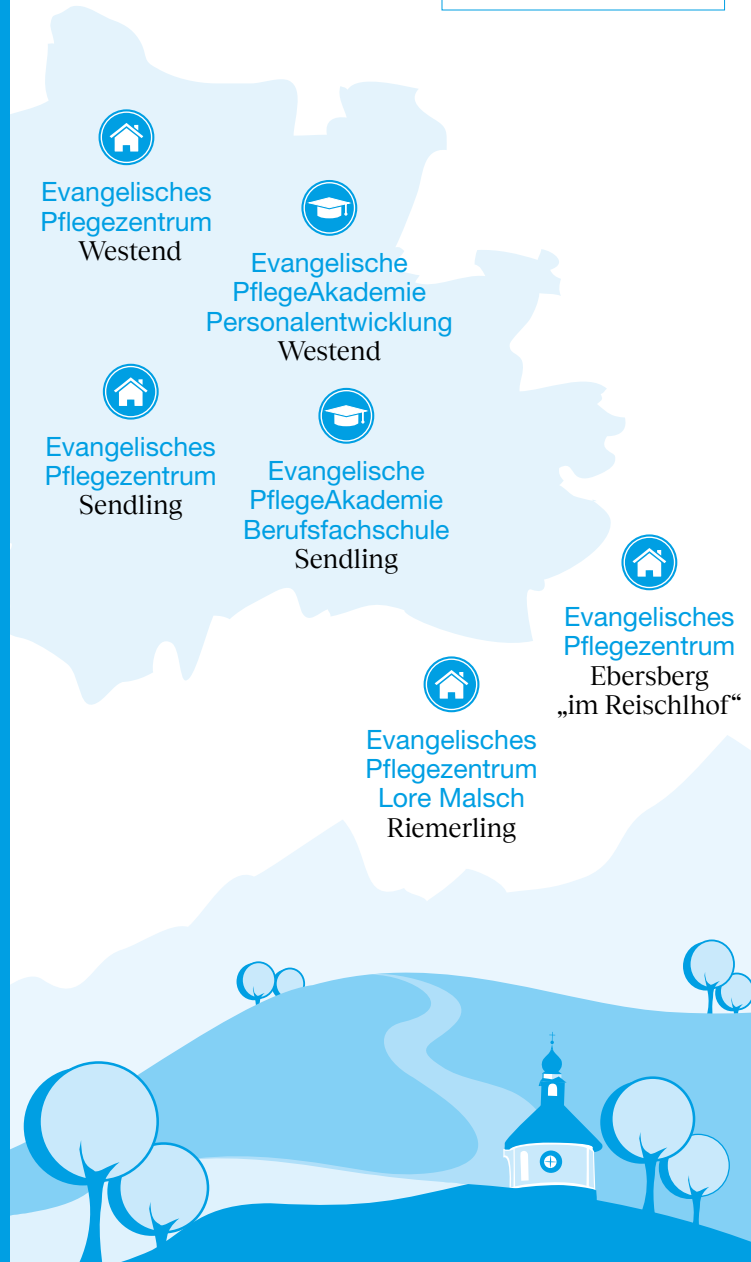 Evangelisches
Pflegezentrum
Westend
Evangelische
PflegeAkademie
Personalentwicklung
Westend
Evangelisches
Pflegezentrum
Sendling
Evangelische
PflegeAkademie
Berufsfachschule
Sendling
Evangelisches
Pflegezentrum
Ebersberg
„im Reischlhof“
Evangelisches
Pflegezentrum
Lore Malsch
Riemerling